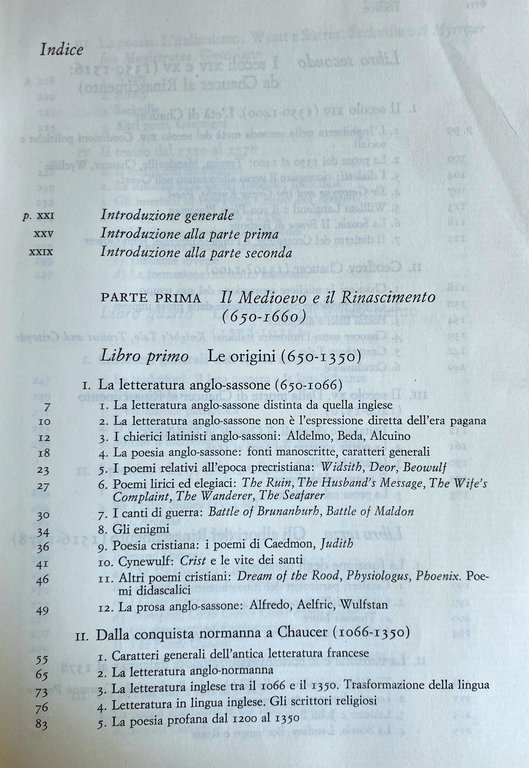 Indice
p. XXI Introduzione generale
XXV Introduzione alla parte prima
XXIX Introduzione alla parte seconda
PARTE PRIMA Il Medioevo e il Rinascimento
(650-1660)
Libro primo Le origini (650-1350)
I. La letteratura anglo-sassone (650-1066)
7 1. La letteratura anglo-sassone distinta da quella inglese
10 2. La letteratura anglo-sassone non è l'espressione diretta dell'era pagana
12 3. I chierici latinisti anglo-sassoni: Aldelmo, Beda, Alcuino
18 4. La poesia anglo-sassone: fonti manoscritte, caratteri generali
23 5. I poemi relativi all'epoca precristiana: Widsith, Deor, Beowulf
27 6. Poemi lirici ed elegiaci: The Ruin, The Husband's Message, The Wife's
Complaint, The Wanderer, The Seafarer
30 7. I canti di guerra: Battle of Brunanburh, Battle of Maldon
34 8. Gli enigmi
36 9. Poesia cristiana: i poemi di Caedmon, Judith
41 10. Cynewulf: Crist e le vite dei santi
46 11. Altri poemi cristiani: Dream of the Rood, Physiologus, Phoenix. Poe-
mi didascalici
49 12. La prosa anglo-sassone: Alfredo, Aelfric, Wulfstan
II. Dalla conquista normanna a Chaucer (1066-1350)
55 1. Caratteri generali dell'antica letteratura francese
65 2. La letteratura anglo-normanna
73 3. La letteratura inglese tra il 1066 e il 1350. Trasformazione della lingua
76 4. Letteratura in lingua inglese. Gli scrittori religiosi
83 5. La poesia profana dal 1200 al 1350